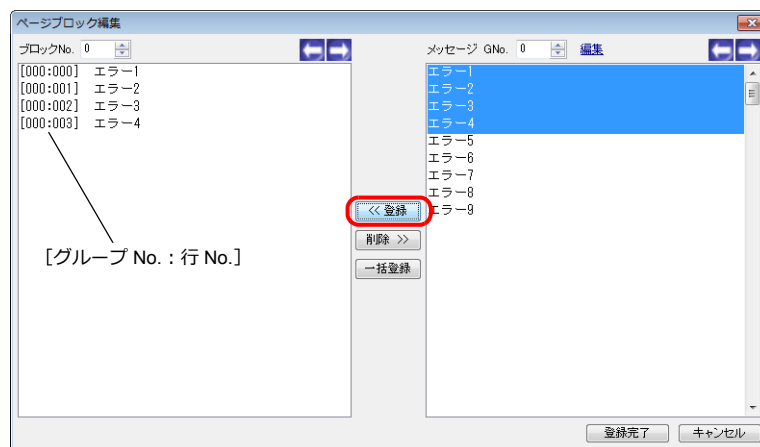 ページブロック編集
ブロックNo. 0
メッセージ GNo. 0 編集
[000:000] エラー1
[000:001] エラー2
[000:002] エラー3
[000:003] エラー4
[グループ No.:行 No.]
<< 登録
削除 >>
一括登録
エラー1
エラー2
エラー3
エラー4
エラー5
エラー6
エラー7
エラー8
エラー9
登録完了
キャンセル